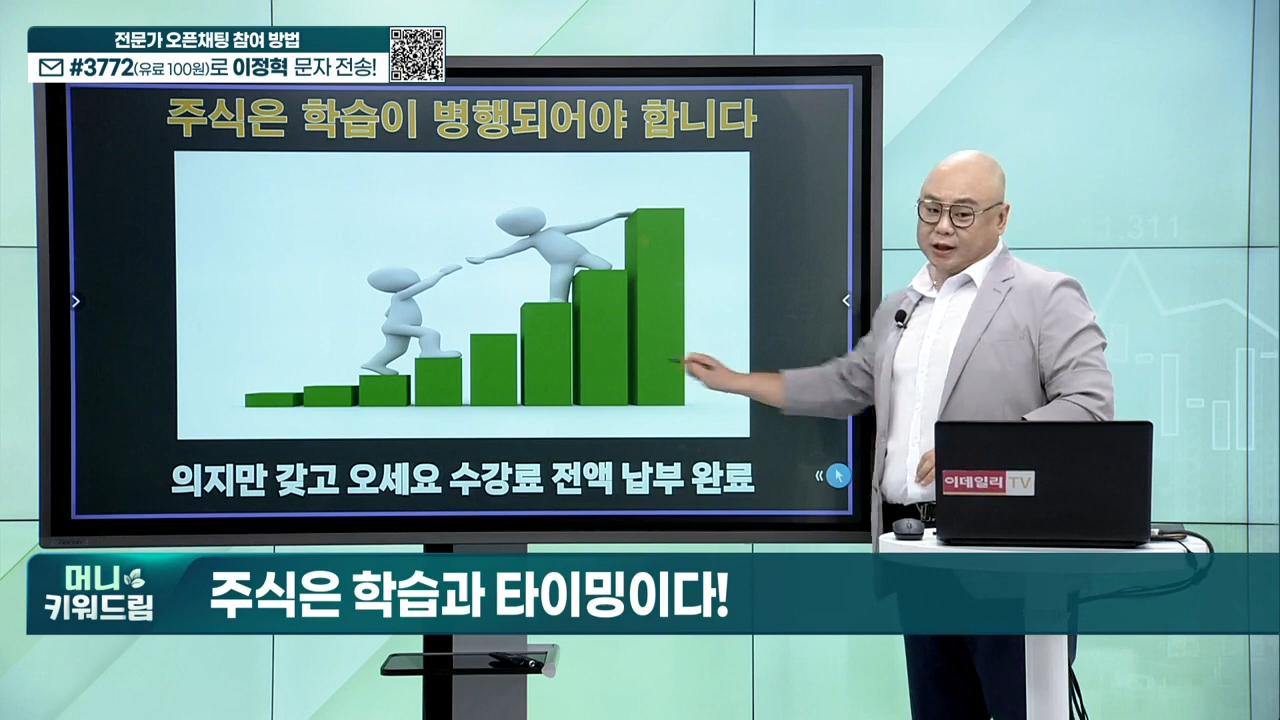 전문가 오픈채팅 참여 방법
#3772(유료 100원)로 이정혁 문자 전송!
주식은 학습이 병행되어야 합니다
의지만 갖고 오세요 수강료 전액 납부 완료
이데일리TV
머니
키워드림
주식은 학습과 타이밍이다!
1.311